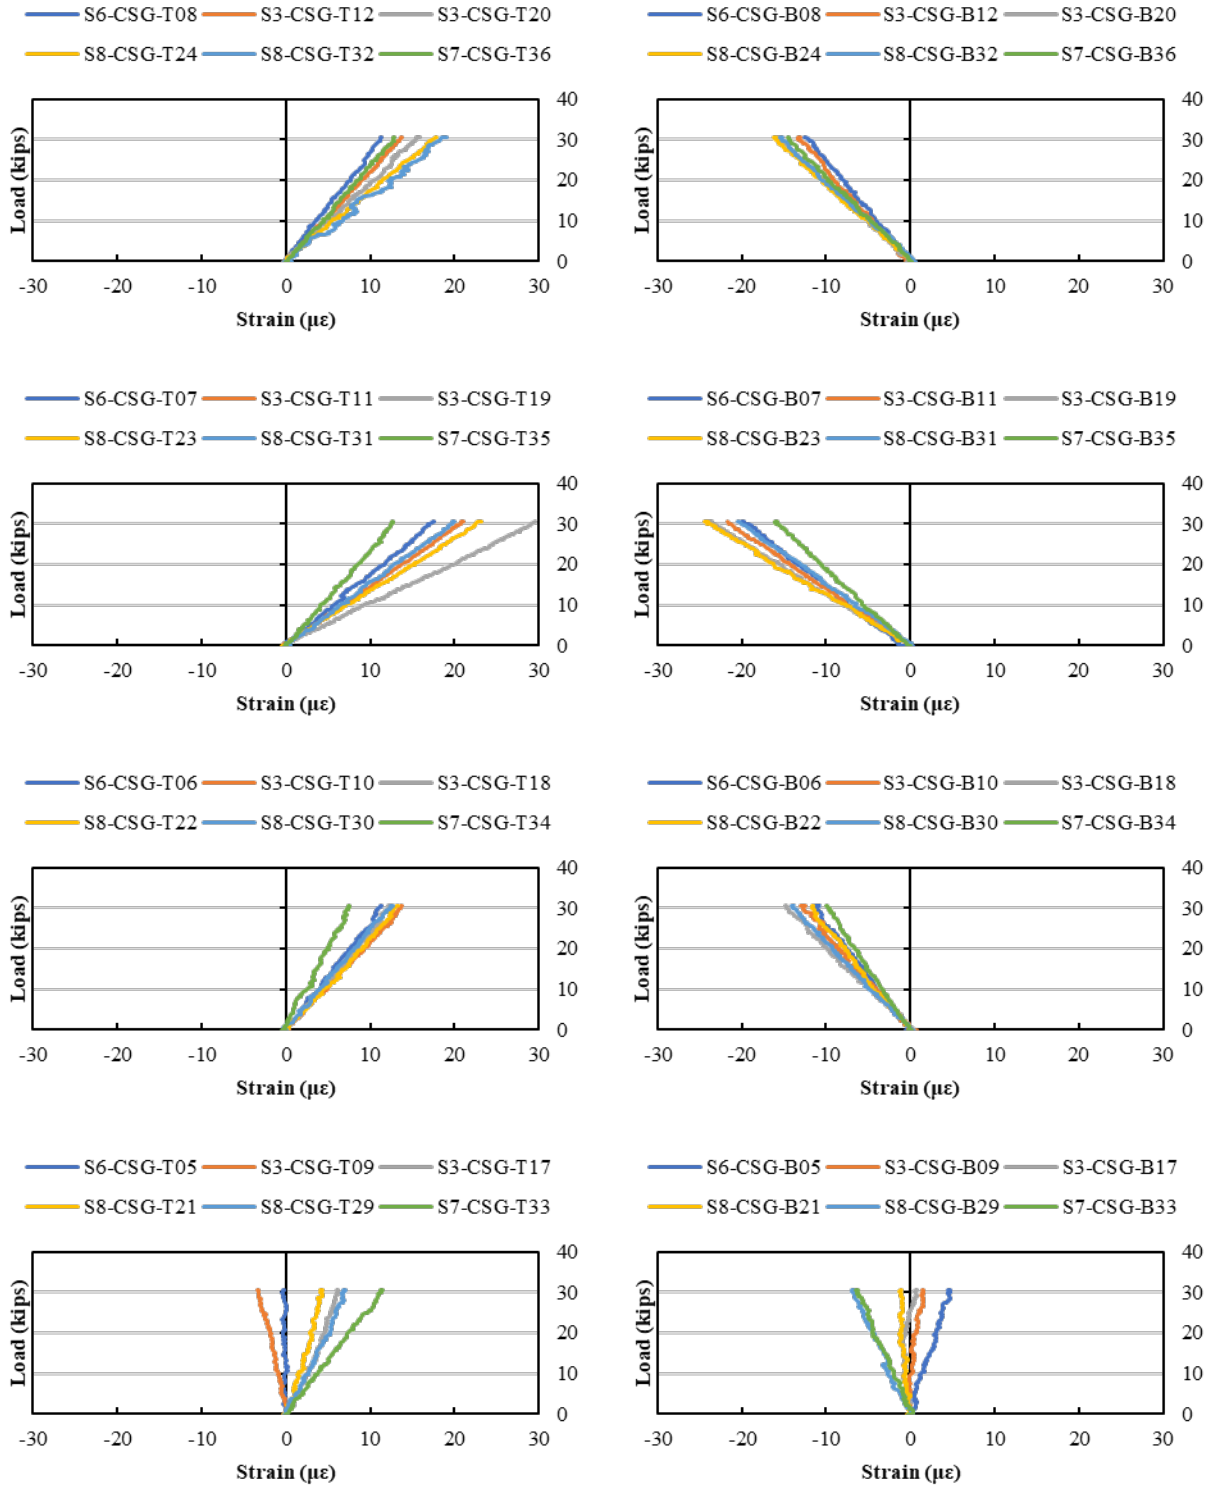 S6-CSG-T08 S3-CSG-T12 S3-CSG-T20
S8-CSG-T24 S8-CSG-T32 S7-CSG-T36
40
30
20
10
0
Load (kips)
-30 -20 -10 0 10 20 30
Strain (με)
S6-CSG-B08 S3-CSG-B12 S3-CSG-B20
S8-CSG-B24 S8-CSG-B32 S7-CSG-B36
40
30
20
10
0
Load (kips)
-30 -20 -10 0 10 20 30
Strain (με)
S6-CSG-T07 S3-CSG-T11 S3-CSG-T19
S8-CSG-T23 S8-CSG-T31 S7-CSG-T35
40
30
20
10
0
Load (kips)
-30 -20 -10 0 10 20 30
Strain (με)
S6-CSG-B07 S3-CSG-B11 S3-CSG-B19
S8-CSG-B23 S8-CSG-B31 S7-CSG-B35
40
30
20
10
0
Load (kips)
-30 -20 -10 0 10 20 30
Strain (με)
S6-CSG-T06 S3-CSG-T10 S3-CSG-T18
S8-CSG-T22 S8-CSG-T30 S7-CSG-T34
40
30
20
10
0
Load (kips)
-30 -20 -10 0 10 20 30
Strain (με)
S6-CSG-B06 S3-CSG-B10 S3-CSG-B18
S8-CSG-B22 S8-CSG-B30 S7-CSG-B34
40
30
20
10
0
Load (kips)
-30 -20 -10 0 10 20 30
Strain (με)
S6-CSG-T05 S3-CSG-T09 S3-CSG-T17
S8-CSG-T21 S8-CSG-T29 S7-CSG-T33
40
30
20
10
0
Load (kips)
-30 -20 -10 0 10 20 30
Strain (με)
S6-CSG-B05 S3-CSG-B09 S3-CSG-B17
S8-CSG-B21 S8-CSG-B29 S7-CSG-B33
40
30
20
10
0
Load (kips)
-30 -20 -10 0 10 20 30
Strain (με)